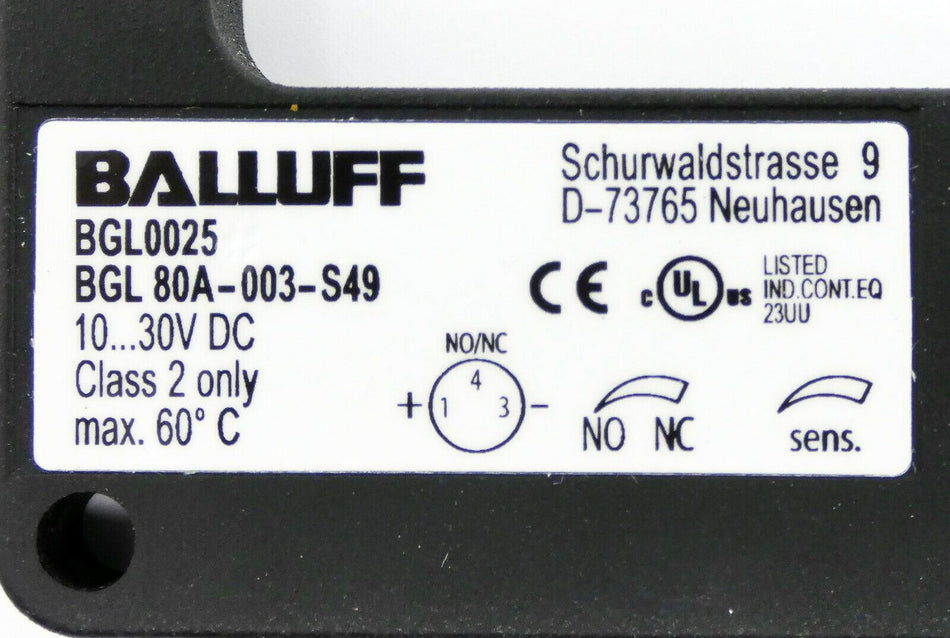 BALLUFF
BGL0025
BGL 80A-003-S49
10...30V DC
Class 2 only
max. 60° C
Schurwaldstrasse 9
D-73765 Neuhausen
CE
c UL us
LISTED
IND.CONT.EQ
23UU
NO/NC
4
+ 1 3 -
NO NC
sens.